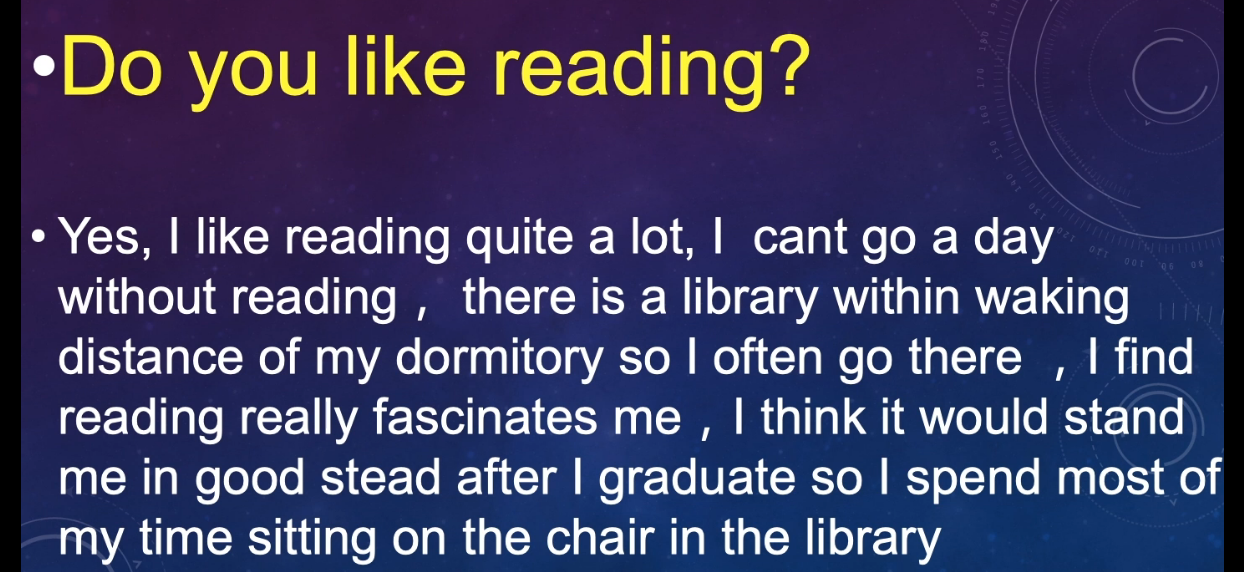 •Do you like reading?
• Yes, I like reading quite a lot, I  cant go a day
without reading ，  there is a library within waking
distance of my dormitory so I often go there  ，I find
reading really fascinates me ，I think it would stand
me in good stead after I graduate so I spend most of
my time sitting on the chair in the library